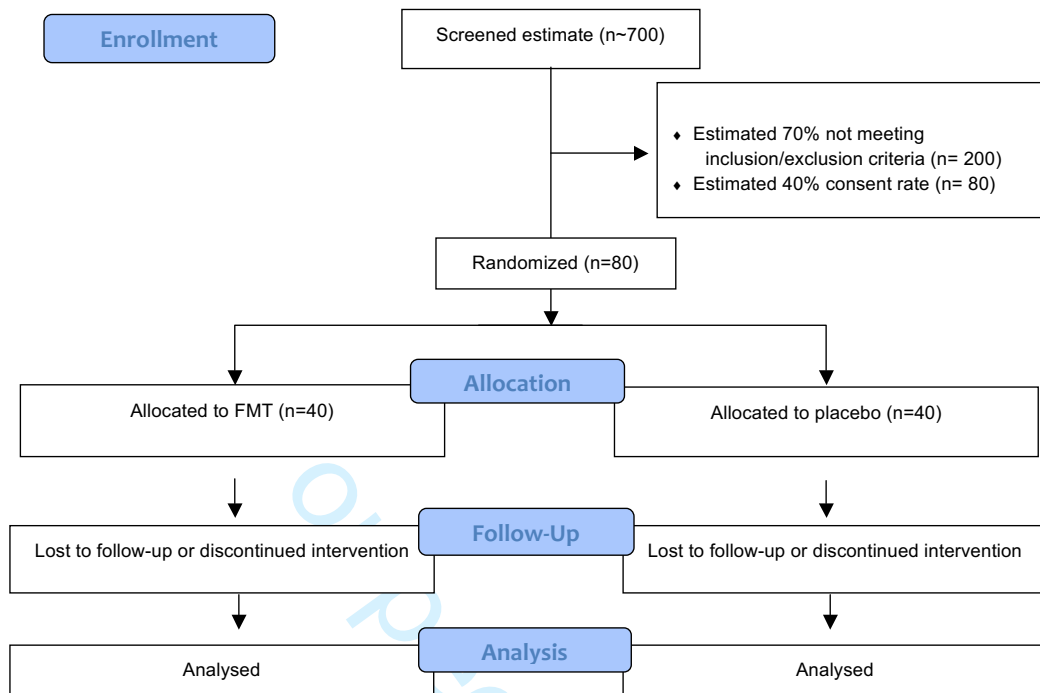 Enrollment
Screened estimate (n~700)
♦ Estimated 70% not meeting
inclusion/exclusion criteria (n= 200)
♦ Estimated 40% consent rate (n= 80)
Randomized (n=80)
Allocation
Allocated to FMT (n=40)
Allocated to placebo (n=40)
Follow-Up
Lost to follow-up or discontinued intervention
Lost to follow-up or discontinued intervention
Analysis
Analysed
Analysed